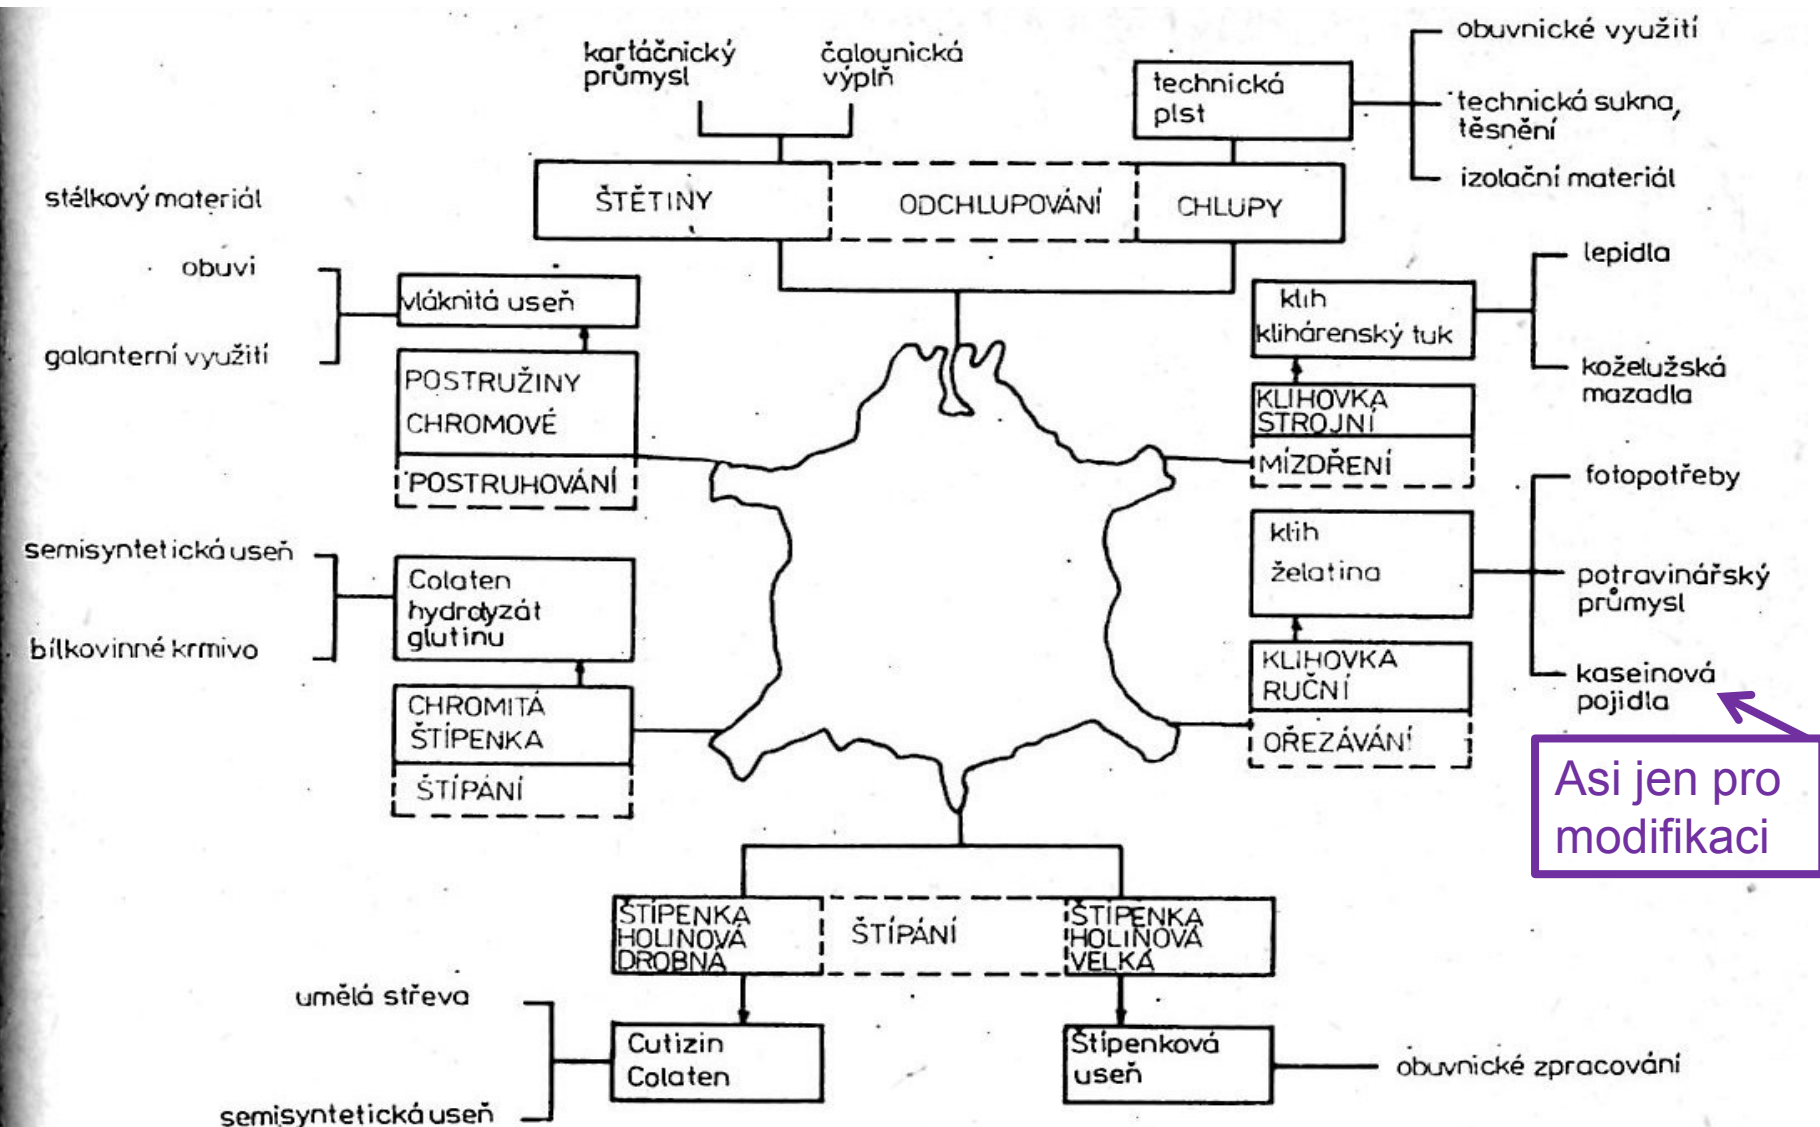 kartáčnický
průmysl
čalounická
výplň
technická
plst
obuvnické využití
technická sukna,
těsnění
izolační materiál
stélkový materiál
obuvi
galanterní využití
ŠTĚTINY
ODCHLUPOVÁNÍ
CHLUPY
vláknitá useň
POSTRUŽINY
CHROMOVÉ
POSTRUHOVÁNÍ
klih
klihárenský tuk
KLIHOVKA
STROJNÍ
MÍZDŘENÍ
lepidla
koželužská
mazadla
semisyntetická useň
bílkovinné krmivo
Colaten
hydrolyzát
glutinu
CHROMITÁ
ŠTÍPENKA
ŠTÍPÁNÍ
klih
želatina
KLIHOVKA
RUČNÍ
OŘEZÁVÁNÍ
fotopotřeby
potravinářský
průmysl
kaseinová
pojidla
Asi jen pro
modifikaci
ŠTÍPENKA
HOLINOVÁ
DROBNÁ
ŠTÍPÁNÍ
ŠTÍPENKA
HOLINOVÁ
VELKÁ
umělá střeva
semisyntetická useň
Cutizin
Colaten
Štípenková
useň
obuvnické zpracování